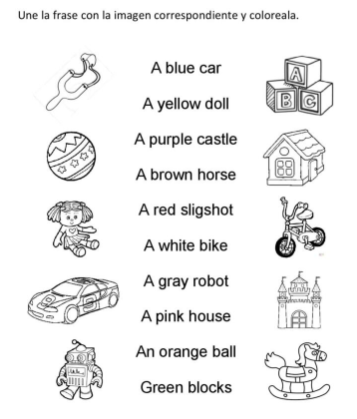 Une la frase con la imagen correspondiente y coloreala.
A blue car
A yellow doll
A purple castle
A brown horse
A red sligshot
A white bike
A gray robot
A pink house
An orange ball
Green blocks
A
B C